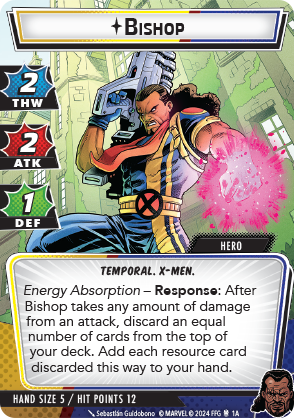 Bishop
2
THW
2
ATK
1
DEF
HERO
TEMPORAL. X-MEN.
Energy Absorption – Response: After
Bishop takes any amount of damage
from an attack, discard an equal
number of cards from the top of
your deck. Add each resource card
discarded this way to your hand.
HAND SIZE 5 / HIT POINTS 12
Sebastián Guidobono © MARVEL © 2024 FFG 1A